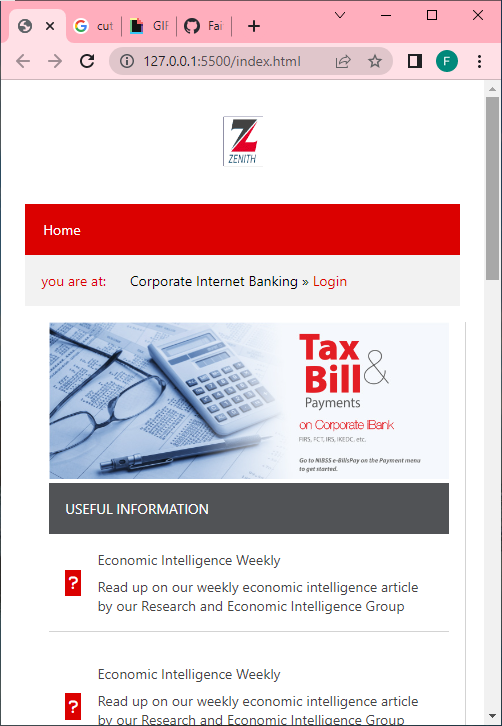 cut
GIF
Fai
127.0.0.1:5500/index.html
F
Z
ZENITH
Home
you are at: Corporate Internet Banking » Login
Tax
Bill &
Payments
on Corporate iBank
FIRS, FCT, IRS, IKEDC. etc.
Go to NIBSS e-BillsPay on the Payment menu
to get started.
USEFUL INFORMATION
Economic Intelligence Weekly
?
Read up on our weekly economic intelligence article
by our Research and Economic Intelligence Group
Economic Intelligence Weekly
?
Read up on our weekly economic intelligence article
by our Research and Economic Intelligence Group